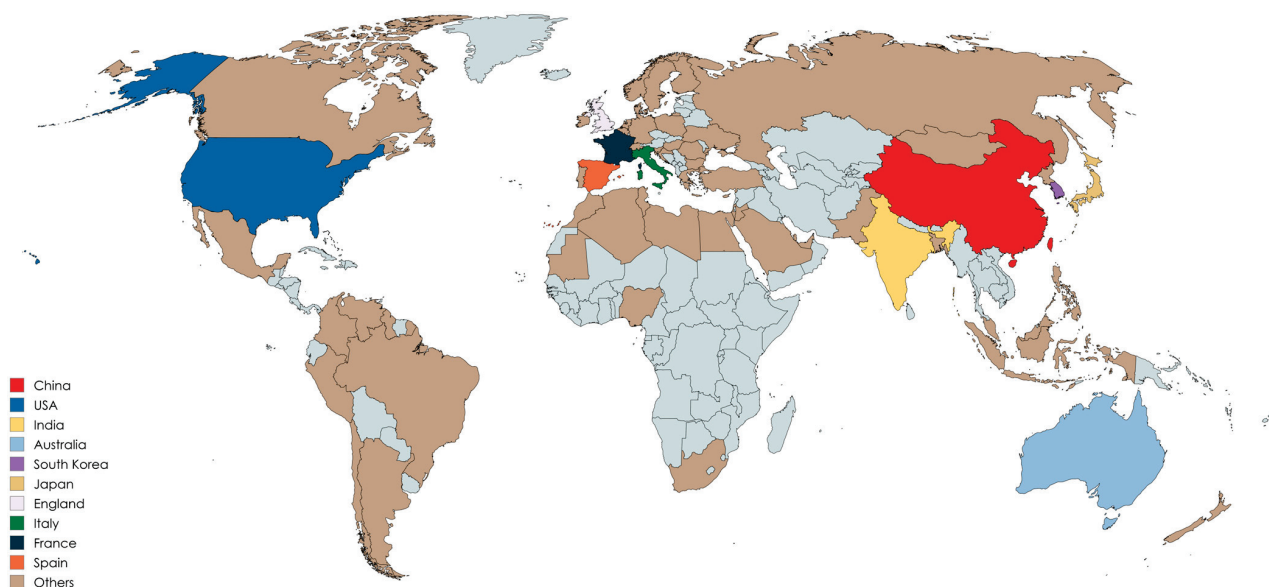 China
USA
India
Australia
South Korea
Japan
England
Italy
France
Spain
Others